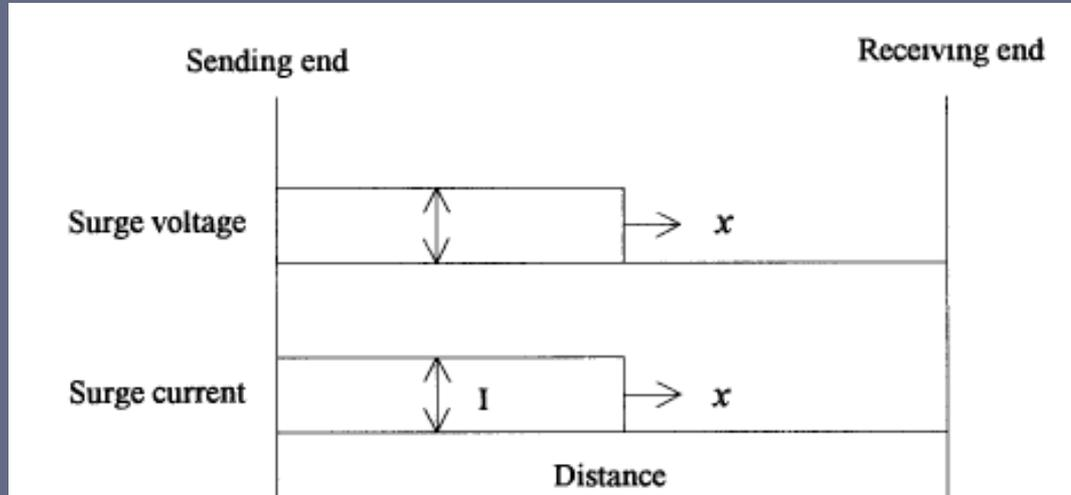 Sending end
Receiving end
Surge voltage
x
Surge current
I
x
Distance